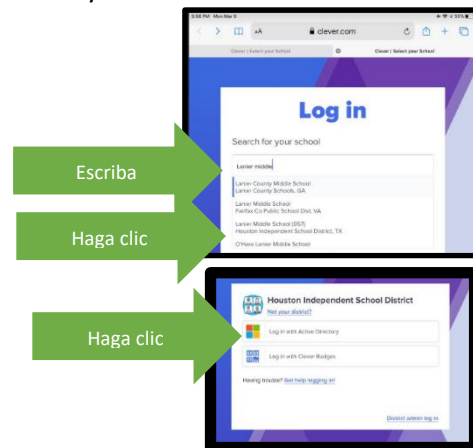 clever.com
Clever | Select your School
Clever | Select your School
Log in
Search for your school
Escriba
Lanier middle
Lanier County Middle School
Lanier County Schools, GA
Lanier Middle School
Fairfax Co Public School Dist, VA
Haga clic
Lanier Middle School (057)
Houston Independent School District, TX
O'Hara Lanier Middle School
Houston Independent School District
Not your district?
Haga clic
Log in with Active Directory
Log in with Clever Badges
Having trouble? Get help logging in!
District admin log in